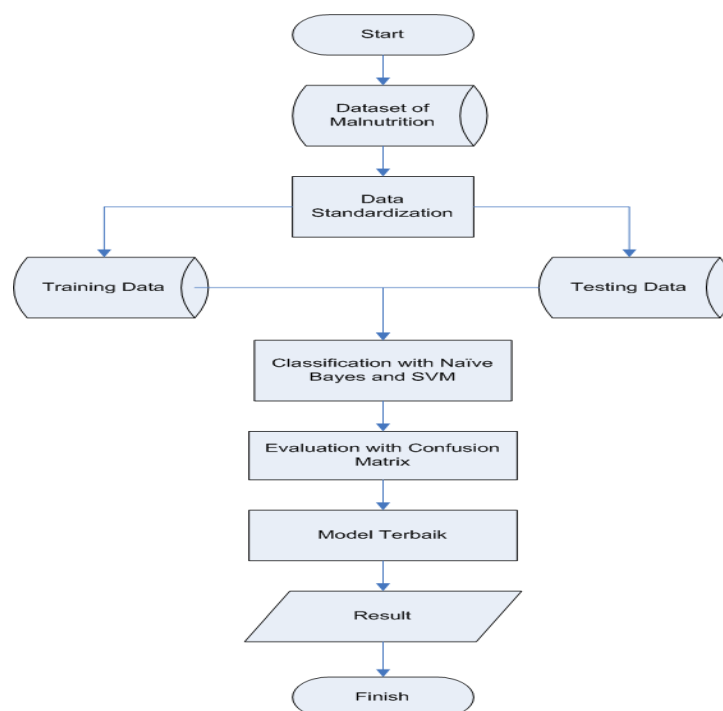 Start
Dataset of
Malnutrition
Data
Standardization
Training Data
Testing Data
Classification with Naïve
Bayes and SVM
Evaluation with Confusion
Matrix
Model Terbaik
Result
Finish